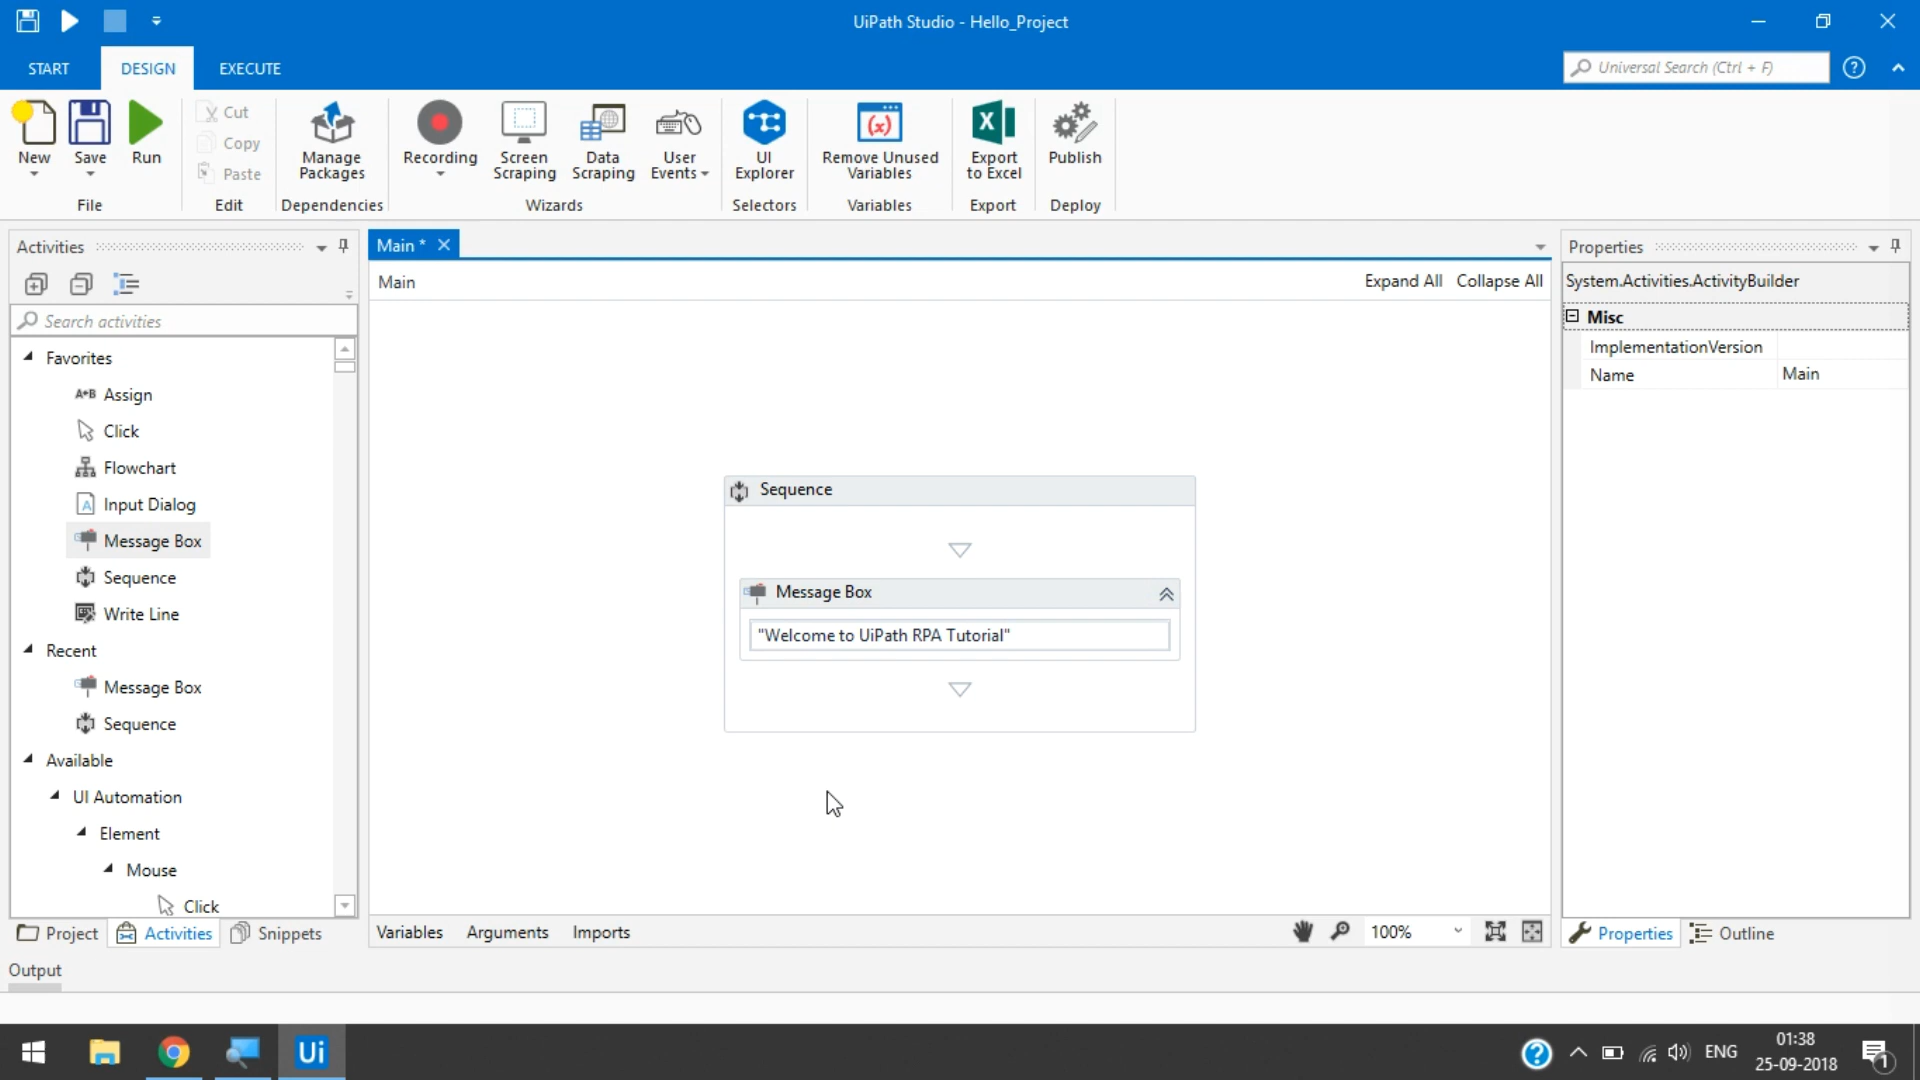 UiPath Studio - Hello_Project
START DESIGN EXECUTE
Universal Search (Ctrl + F)
New Save Run
Cut
Copy
Paste
Manage Packages
Recording
Screen Scraping
Data Scraping
User Events
UI Explorer
Remove Unused Variables
Export to Excel
Publish
File Edit Dependencies Wizards Selectors Variables Export Deploy
Activities
Search activities
Favorites
A+B Assign
Click
Flowchart
A Input Dialog
Message Box
Sequence
Write Line
Recent
Message Box
Sequence
Available
UI Automation
Element
Mouse
Click
Project Activities Snippets
Main *
Main
Expand All Collapse All
Sequence
Message Box
"Welcome to UiPath RPA Tutorial"
Variables Arguments Imports
100%
Properties
System.Activities.ActivityBuilder
Misc
ImplementationVersion
Name Main
Properties Outline
Output
Ui
ENG
01:38
25-09-2018
1